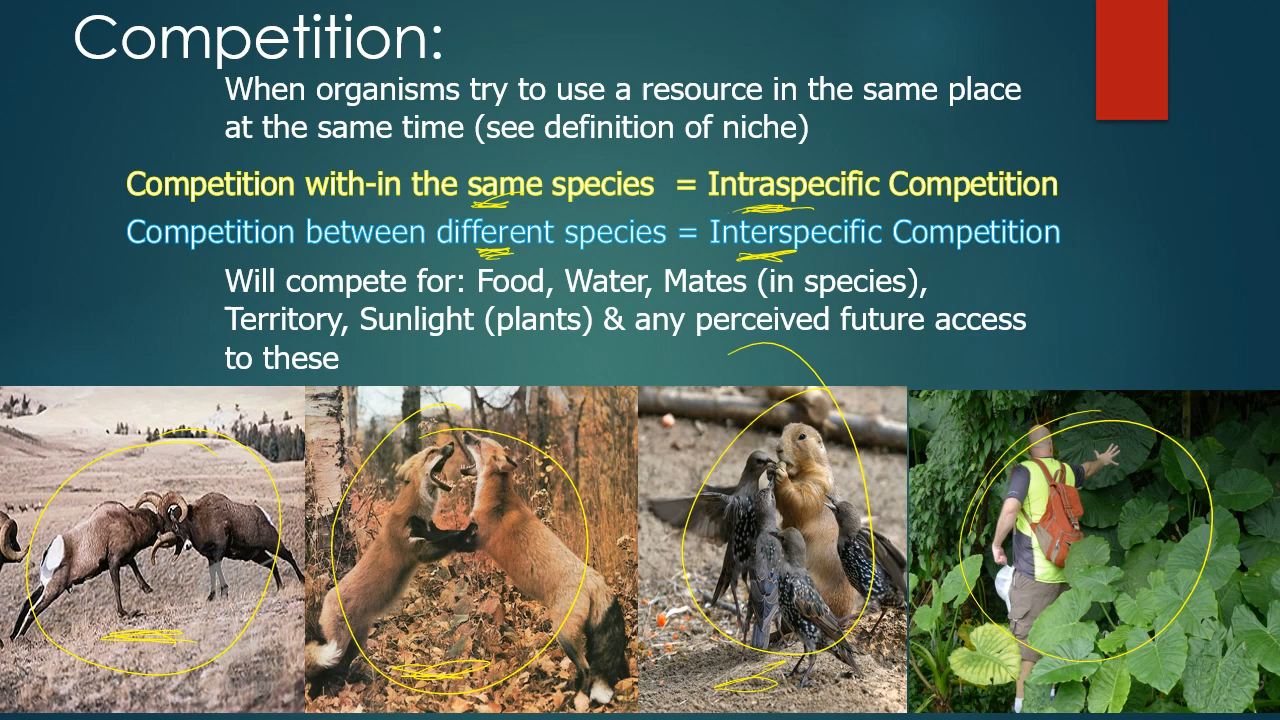 Competition:
When organisms try to use a resource in the same place
at the same time (see definition of niche)
Competition with-in the same species = Intraspecific Competition
Competition between different species = Interspecific Competition
Will compete for: Food, Water, Mates (in species),
Territory, Sunlight (plants) & any perceived future access
to these